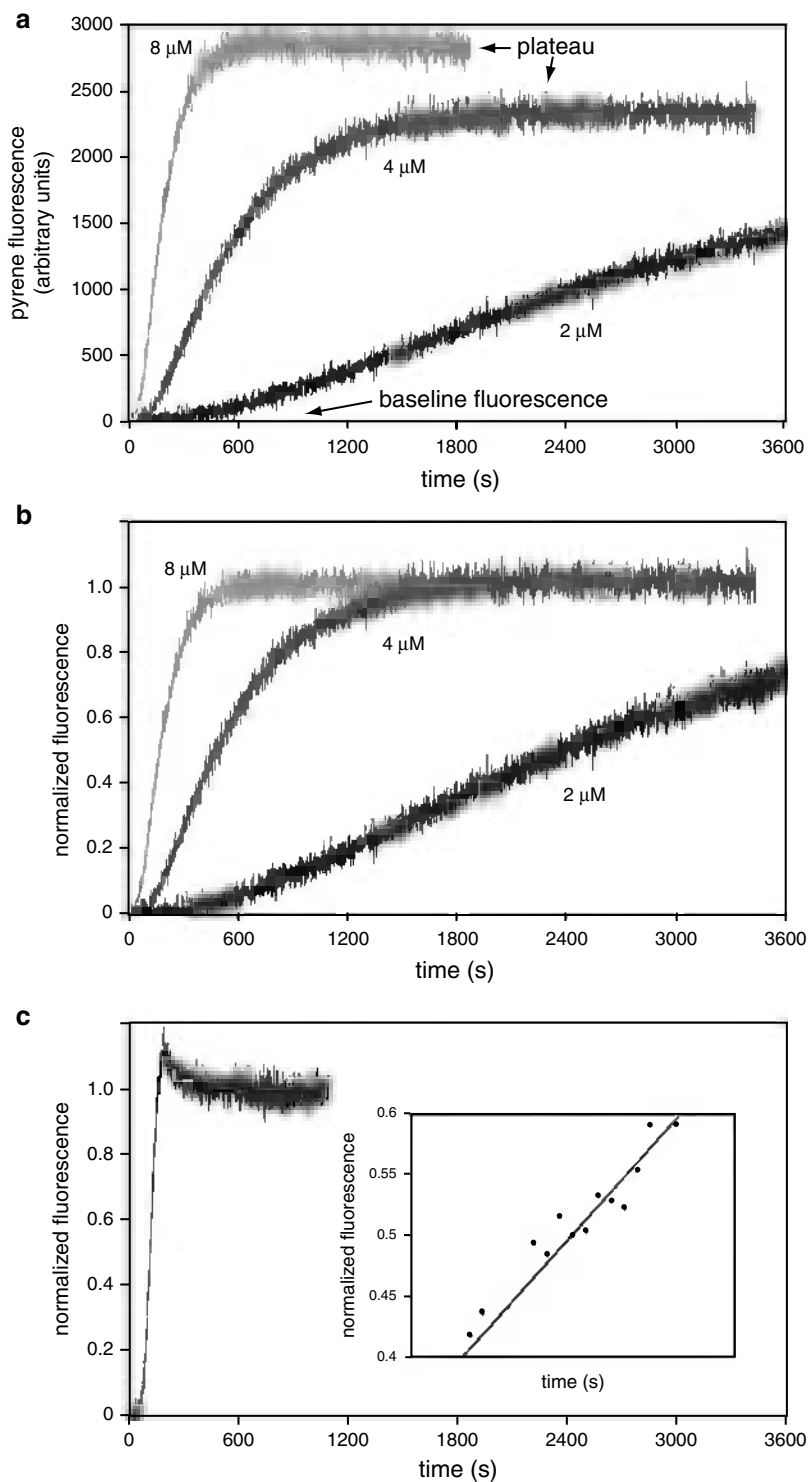 a
3000
8 μM
plateau
2500
2000
4 μM
pyrene fluorescence
(arbitrary units)
1500
1000
2 μM
500
baseline fluorescence
0
0 600 1200 1800 2400 3000 3600
time (s)
b
8 μM
1.0
4 μM
0.8
normalized fluorescence
0.6
0.4
2 μM
0.2
0
0 600 1200 1800 2400 3000 3600
time (s)
c
1.0
0.8
normalized fluorescence
0.6
0.4
0.2
0
0.6
0.55
normalized fluorescence
0.5
0.45
0.4
time (s)
0 600 1200 1800 2400 3000 3600
time (s)